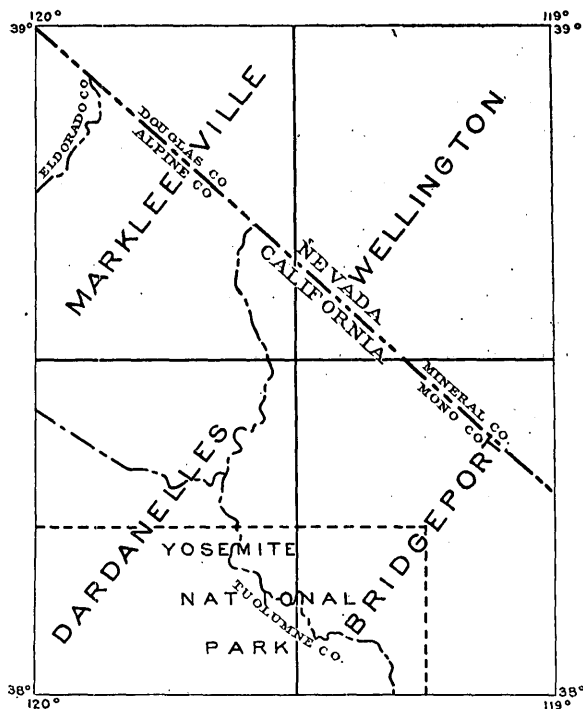 120°
119°
39°
39°
ELDORADO CO
DOUGLAS CO
ALPINE CO
MARKLEEVILLE
WELLINGTON
NEVADA
CALIFORNIA
MINERAL CO.
MONO CO.
DARDANELLES
BRIDGEPORT
YOSEMITE
NATIONAL
PARK
TUOLUMNE CO.
38°
38°
120°
119°